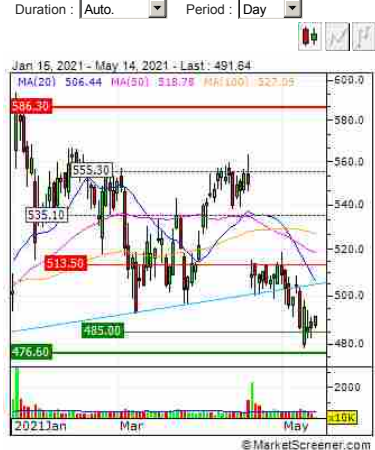 Duration : Auto. Period : Day
Jan 15, 2021 - May 14, 2021 - Last : 491.64
MA(20) 506.44 MA(50) 518.78 MA(100) 527.05
600.0
586.30
580.0
560.0
555.30
540.0
535.10
520.0
513.50
500.0
485.00
480.0
476.60
2000
x10K
2021Jan Mar May
© MarketScreener.com